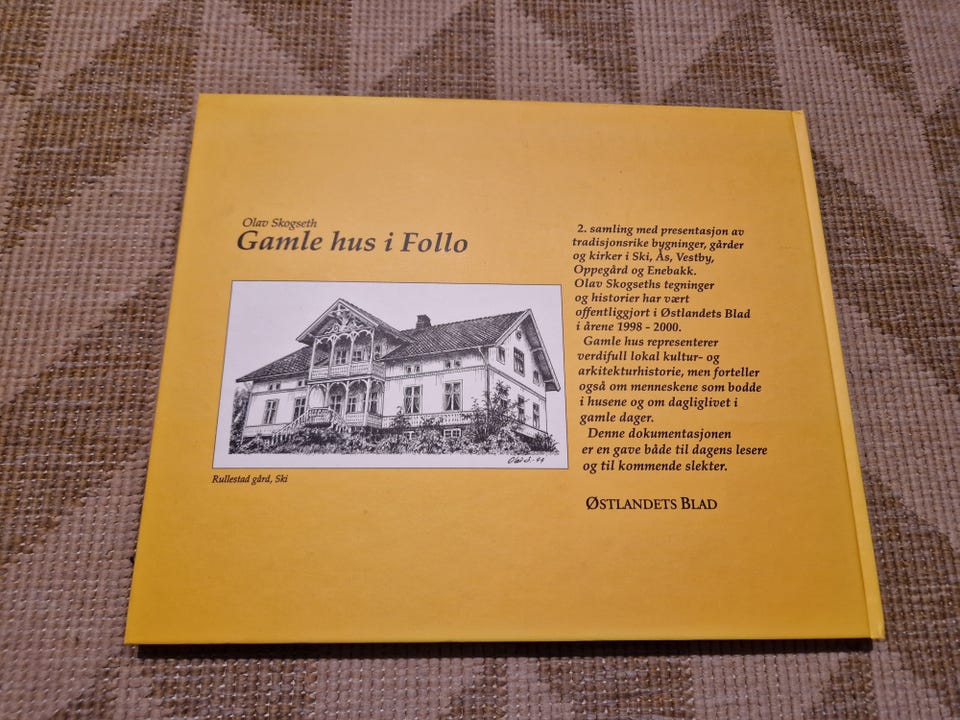 Olav Skogseth
Gamle hus i Follo
Rullestad gård, Ski
2. samling med presentasjon av
tradisjonsrike bygninger, gårder
og kirker i Ski, Ås, Vestby,
Oppegård og Enebakk.
Olav Skogseths tegninger
og historier har vært
offentliggjort i Østlandets Blad
i årene 1998 - 2000.
Gamle hus representerer
verdifull lokal kultur- og
arkitekturhistorie, men forteller
også om menneskene som bodde
i husene og om dagliglivet i
gamle dager.
Denne dokumentasjonen
er en gave både til dagens lesere
og til kommende slekter.
ØSTLANDETS BLAD